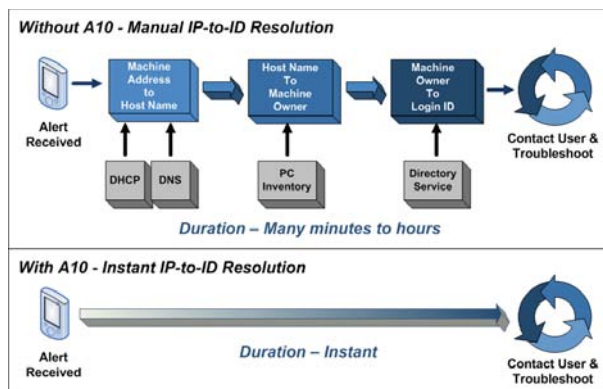 Without A10 - Manual IP-to-ID Resolution
Machine
Address
to
Host Name
Host Name
To
Machine
Owner
Machine
Owner
To
Login ID
Alert
Received
Contact User &
Troubleshoot
DHCP
DNS
PC
Inventory
Directory
Service
Duration – Many minutes to hours
With A10 - Instant IP-to-ID Resolution
Alert
Received
Duration – Instant
Contact User &
Troubleshoot